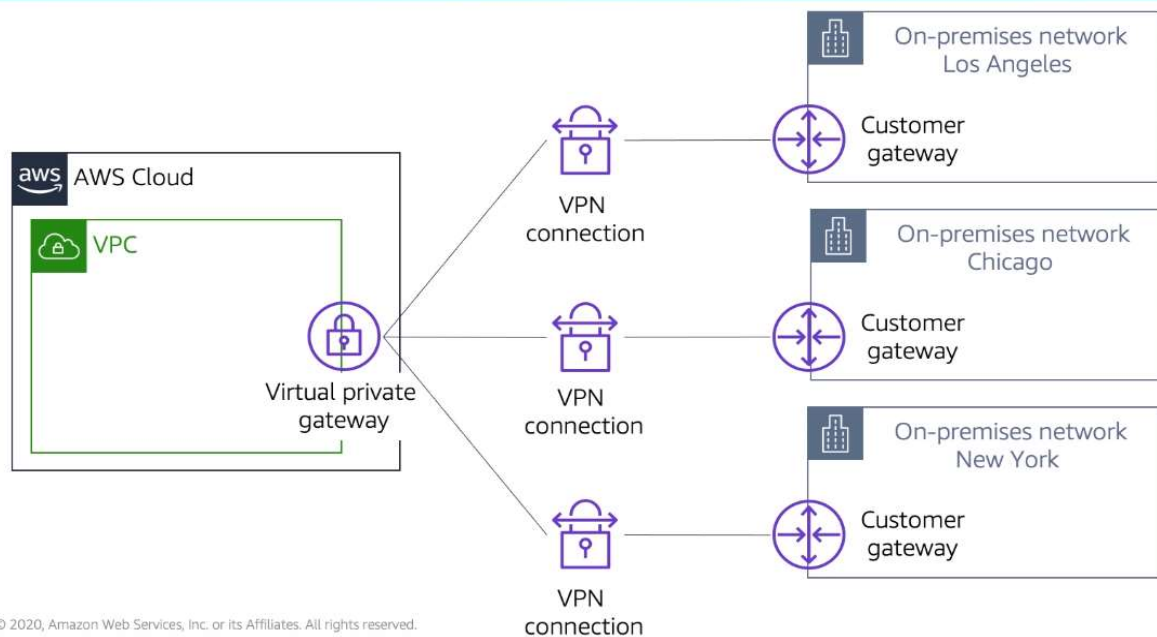 On-premises network
Los Angeles
Customer
gateway
VPN
connection
aws
AWS Cloud
VPC
Virtual private
gateway
On-premises network
Chicago
Customer
gateway
VPN
connection
On-premises network
New York
Customer
gateway
VPN
connection
© 2020, Amazon Web Services, Inc. or its Affiliates. All rights reserved.